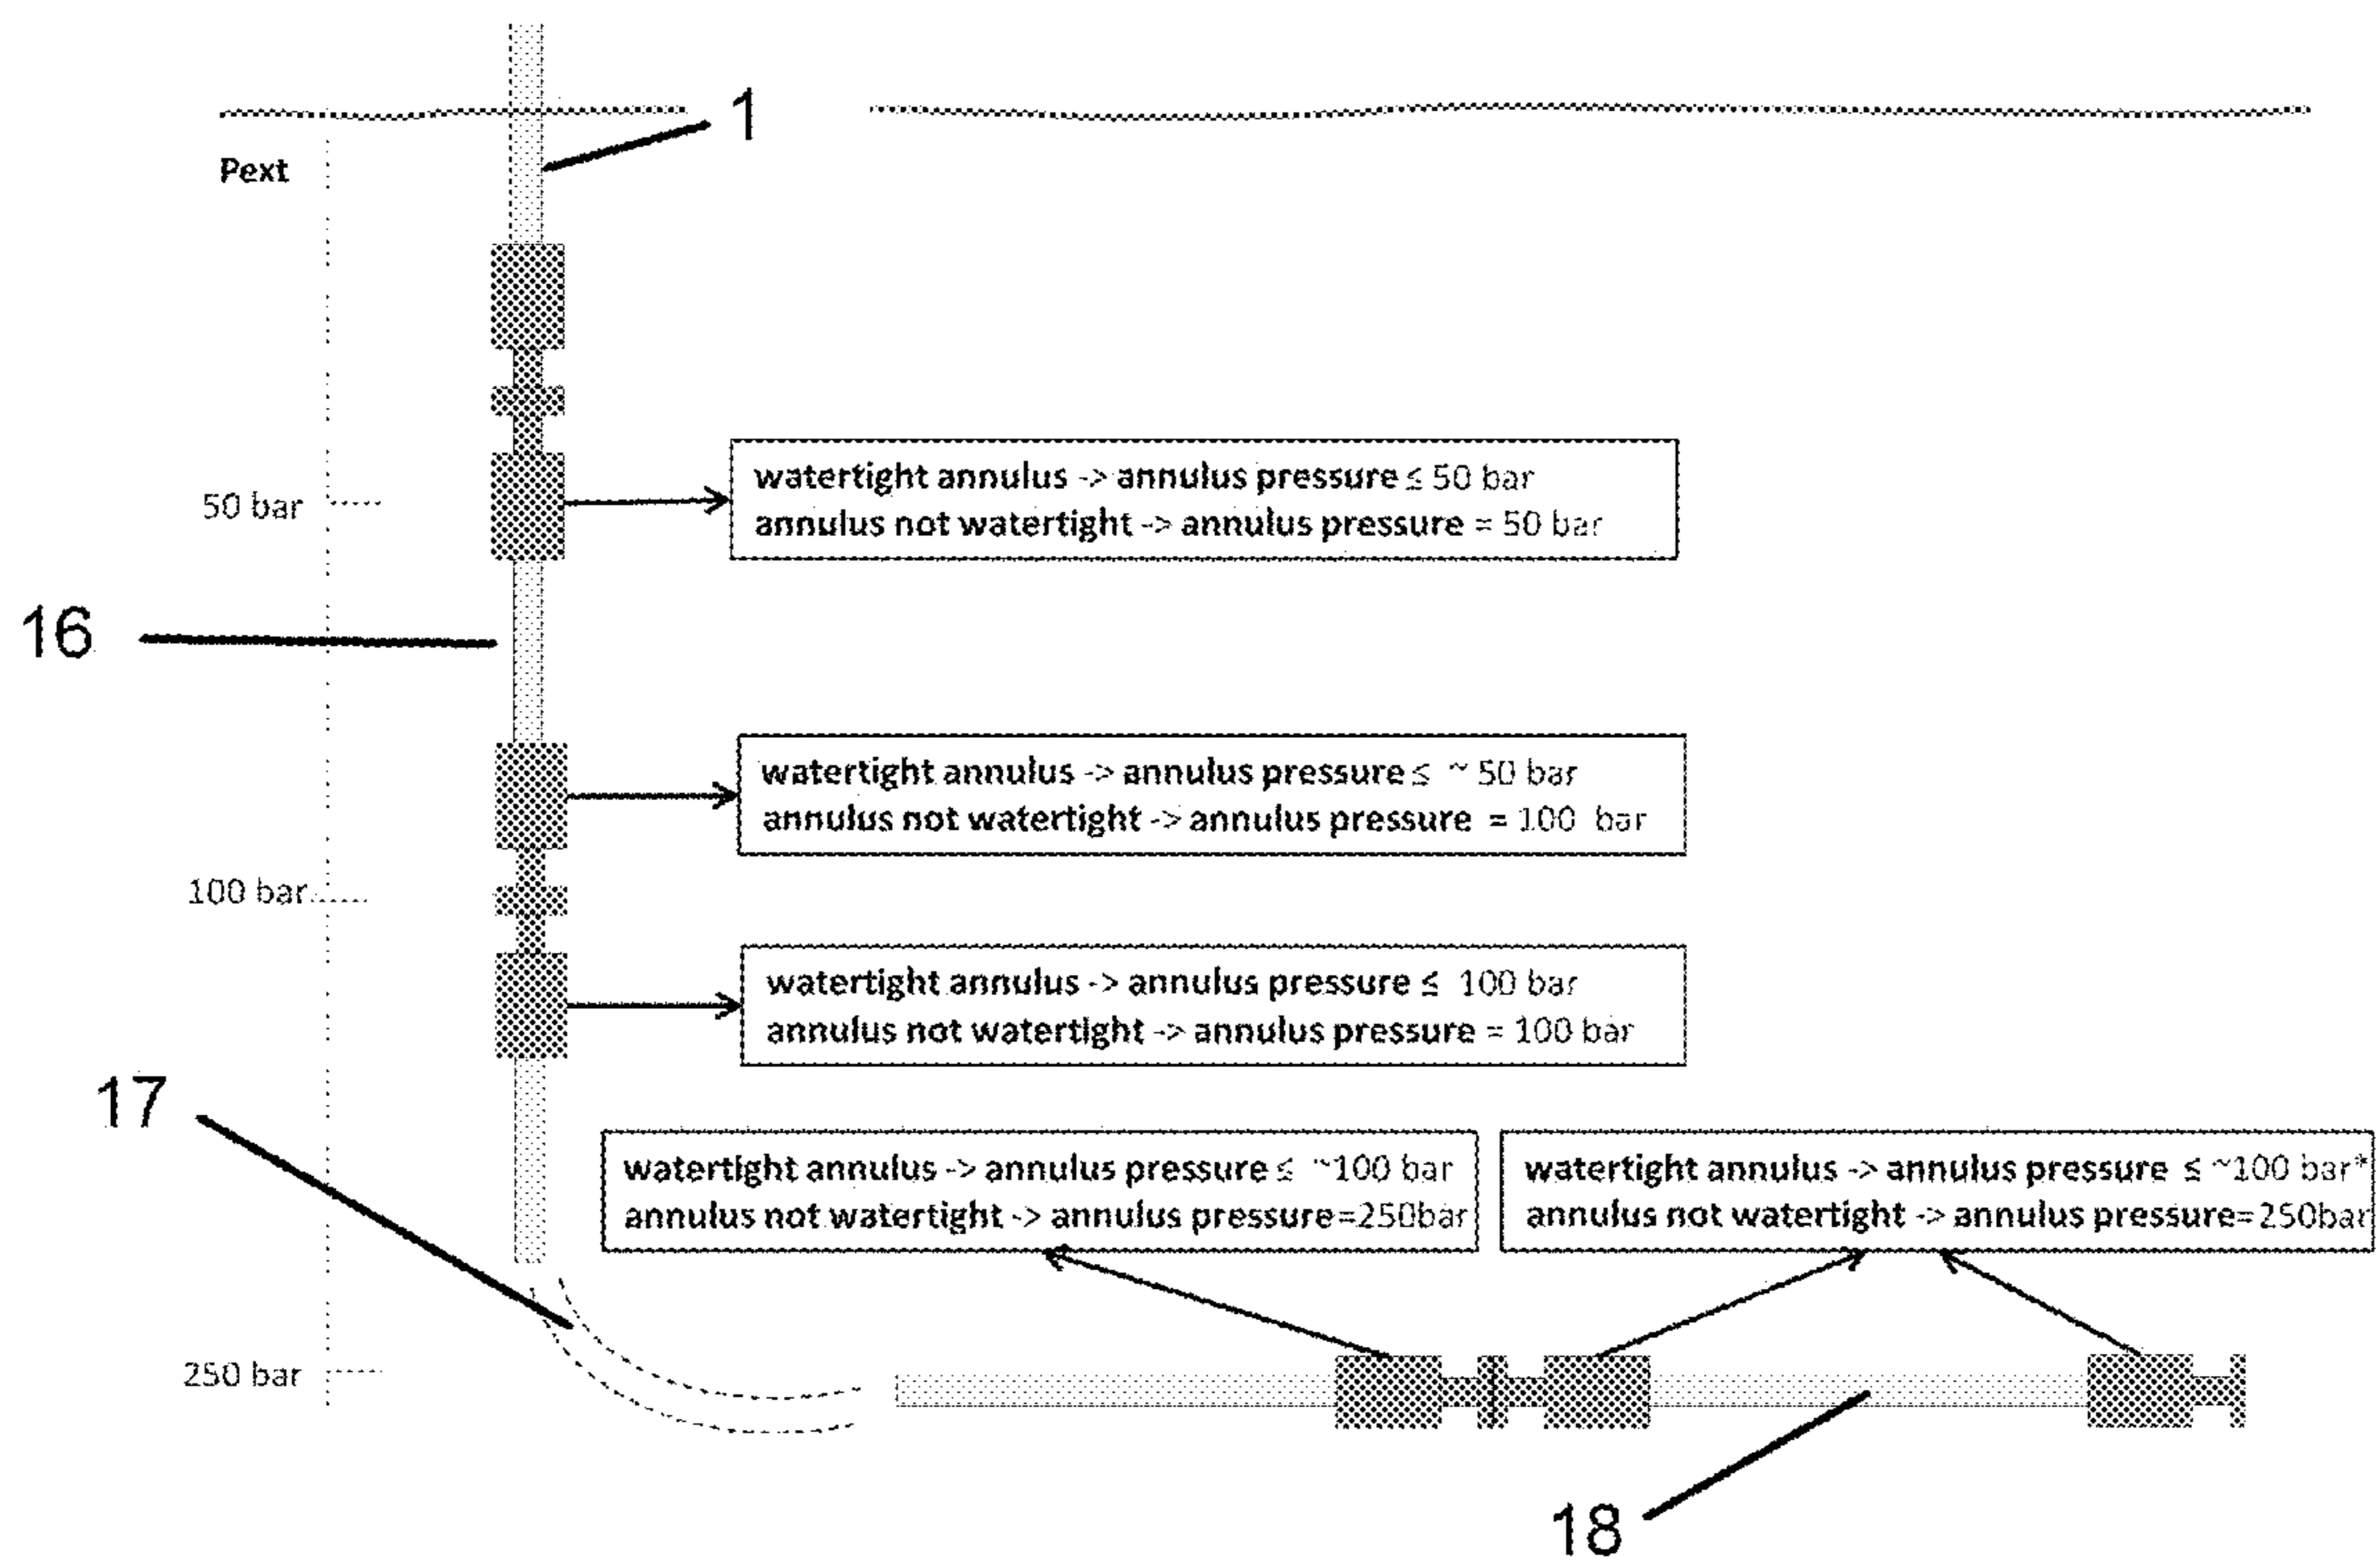 1
Pext
50 bar
watertight annulus -> annulus pressure ≤ 50 bar
annulus not watertight -> annulus pressure = 50 bar
16
watertight annulus -> annulus pressure ≤ ~ 50 bar
annulus not watertight -> annulus pressure = 100 bar
100 bar
watertight annulus -> annulus pressure ≤ 100 bar
annulus not watertight -> annulus pressure = 100 bar
17
watertight annulus -> annulus pressure ≤ ~100 bar
annulus not watertight -> annulus pressure=250bar
watertight annulus -> annulus pressure ≤ ~100 bar*
annulus not watertight -> annulus pressure=250bar
250 bar
18